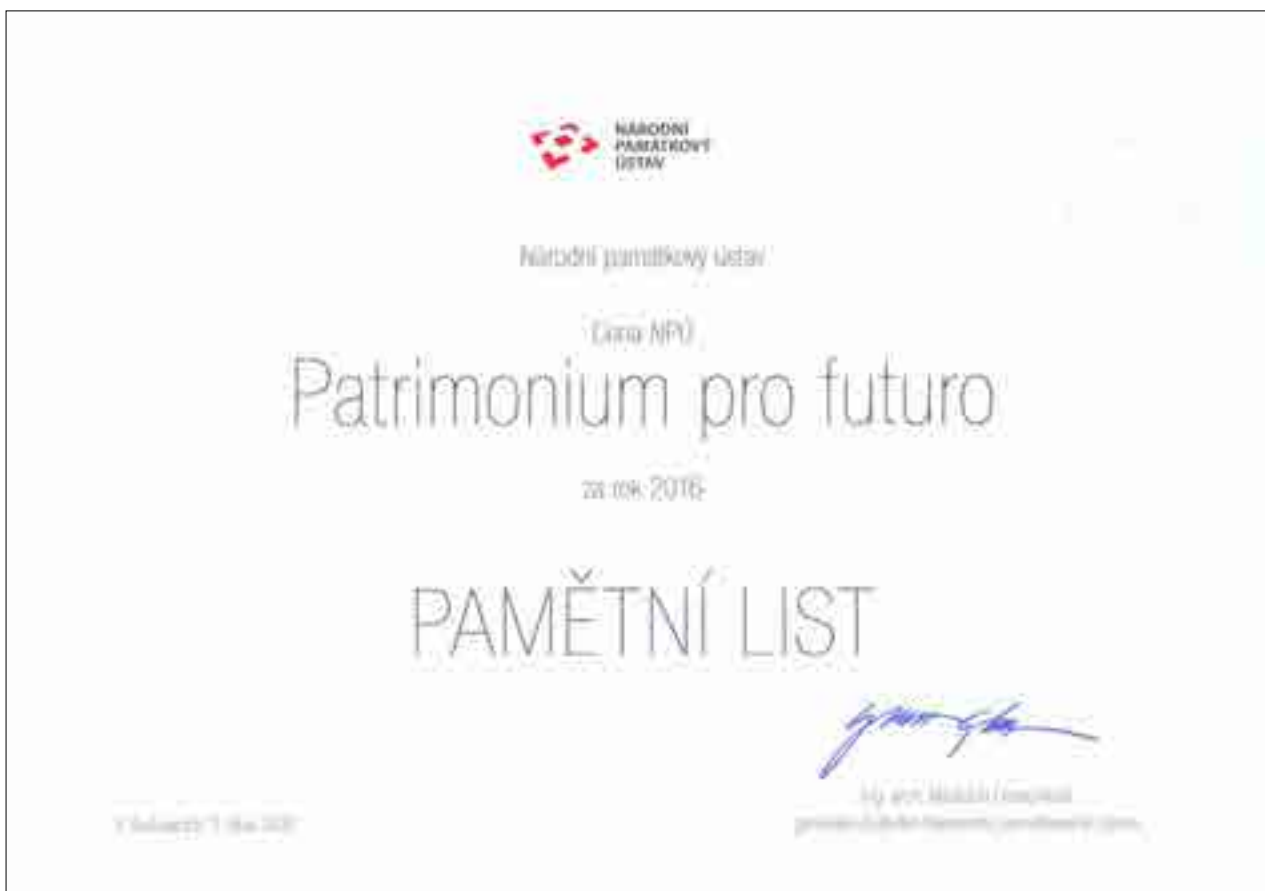 NÁRODNÍ
PAMÁTKOVÝ
ÚSTAV
Národní památkový ústav
Cena NPÚ
Patrimonium pro futuro
za rok 2016
PAMĚTNÍ LIST